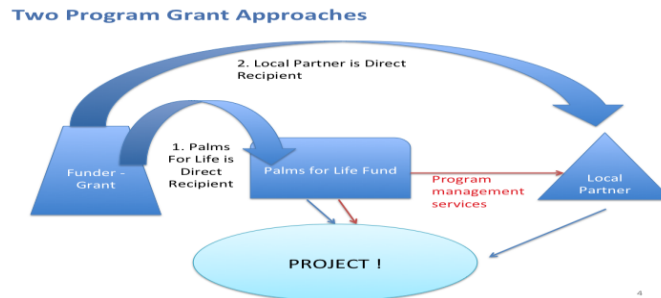 Two Program Grant Approaches
2. Local Partner is Direct
Recipient
1. Palms
For Life is
Direct
Recipient
Funder -
Grant
Palms for Life Fund
Program
management
services
Local
Partner
PROJECT !
4